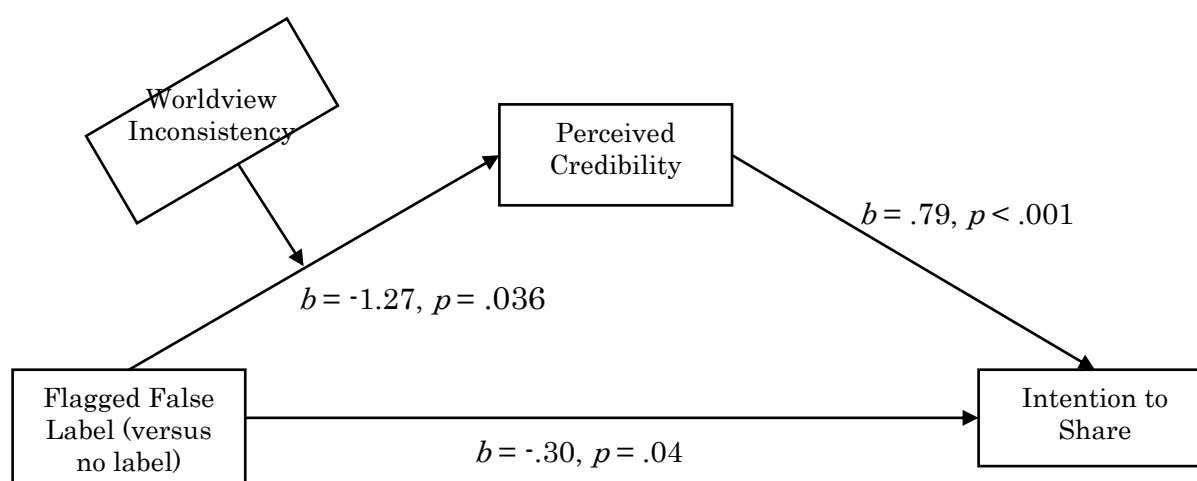 Worldview
Inconsistency
Perceived
Credibility
b = .79, p < .001
b = -1.27, p = .036
Flagged False
Label (versus
no label)
b = -.30, p = .04
Intention to
Share